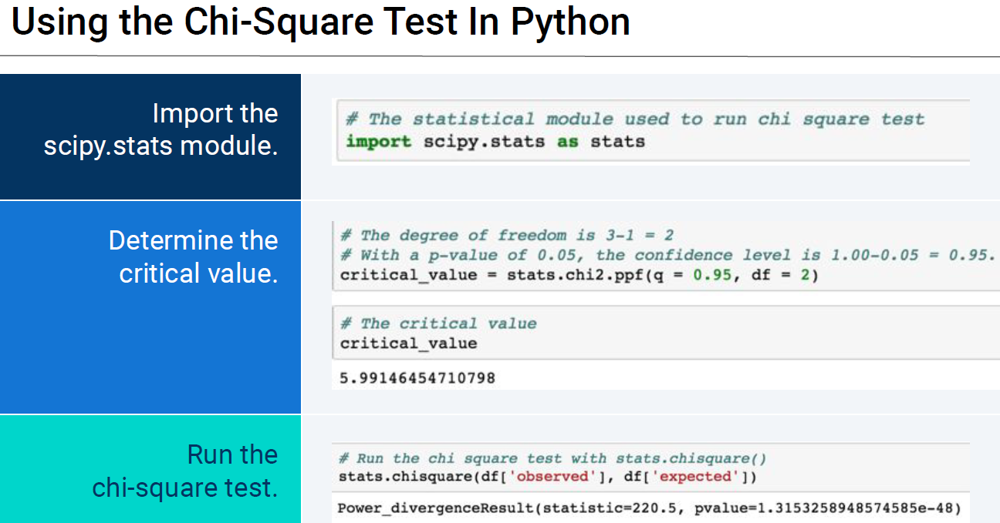 Using the Chi-Square Test In Python
Import the
scipy.stats module.
# The statistical module used to run chi square test
import scipy.stats as stats
Determine the
critical value.
# The degree of freedom is 3-1 = 2
# With a p-value of 0.05, the confidence level is 1.00-0.05 = 0.95.
critical_value = stats.chi2.ppf(q = 0.95, df = 2)
# The critical value
critical_value
5.99146454710798
Run the
chi-square test.
# Run the chi square test with stats.chisquare()
stats.chisquare(df['observed'], df['expected'])
Power_divergenceResult(statistic=220.5, pvalue=1.3153258948574585e-48)